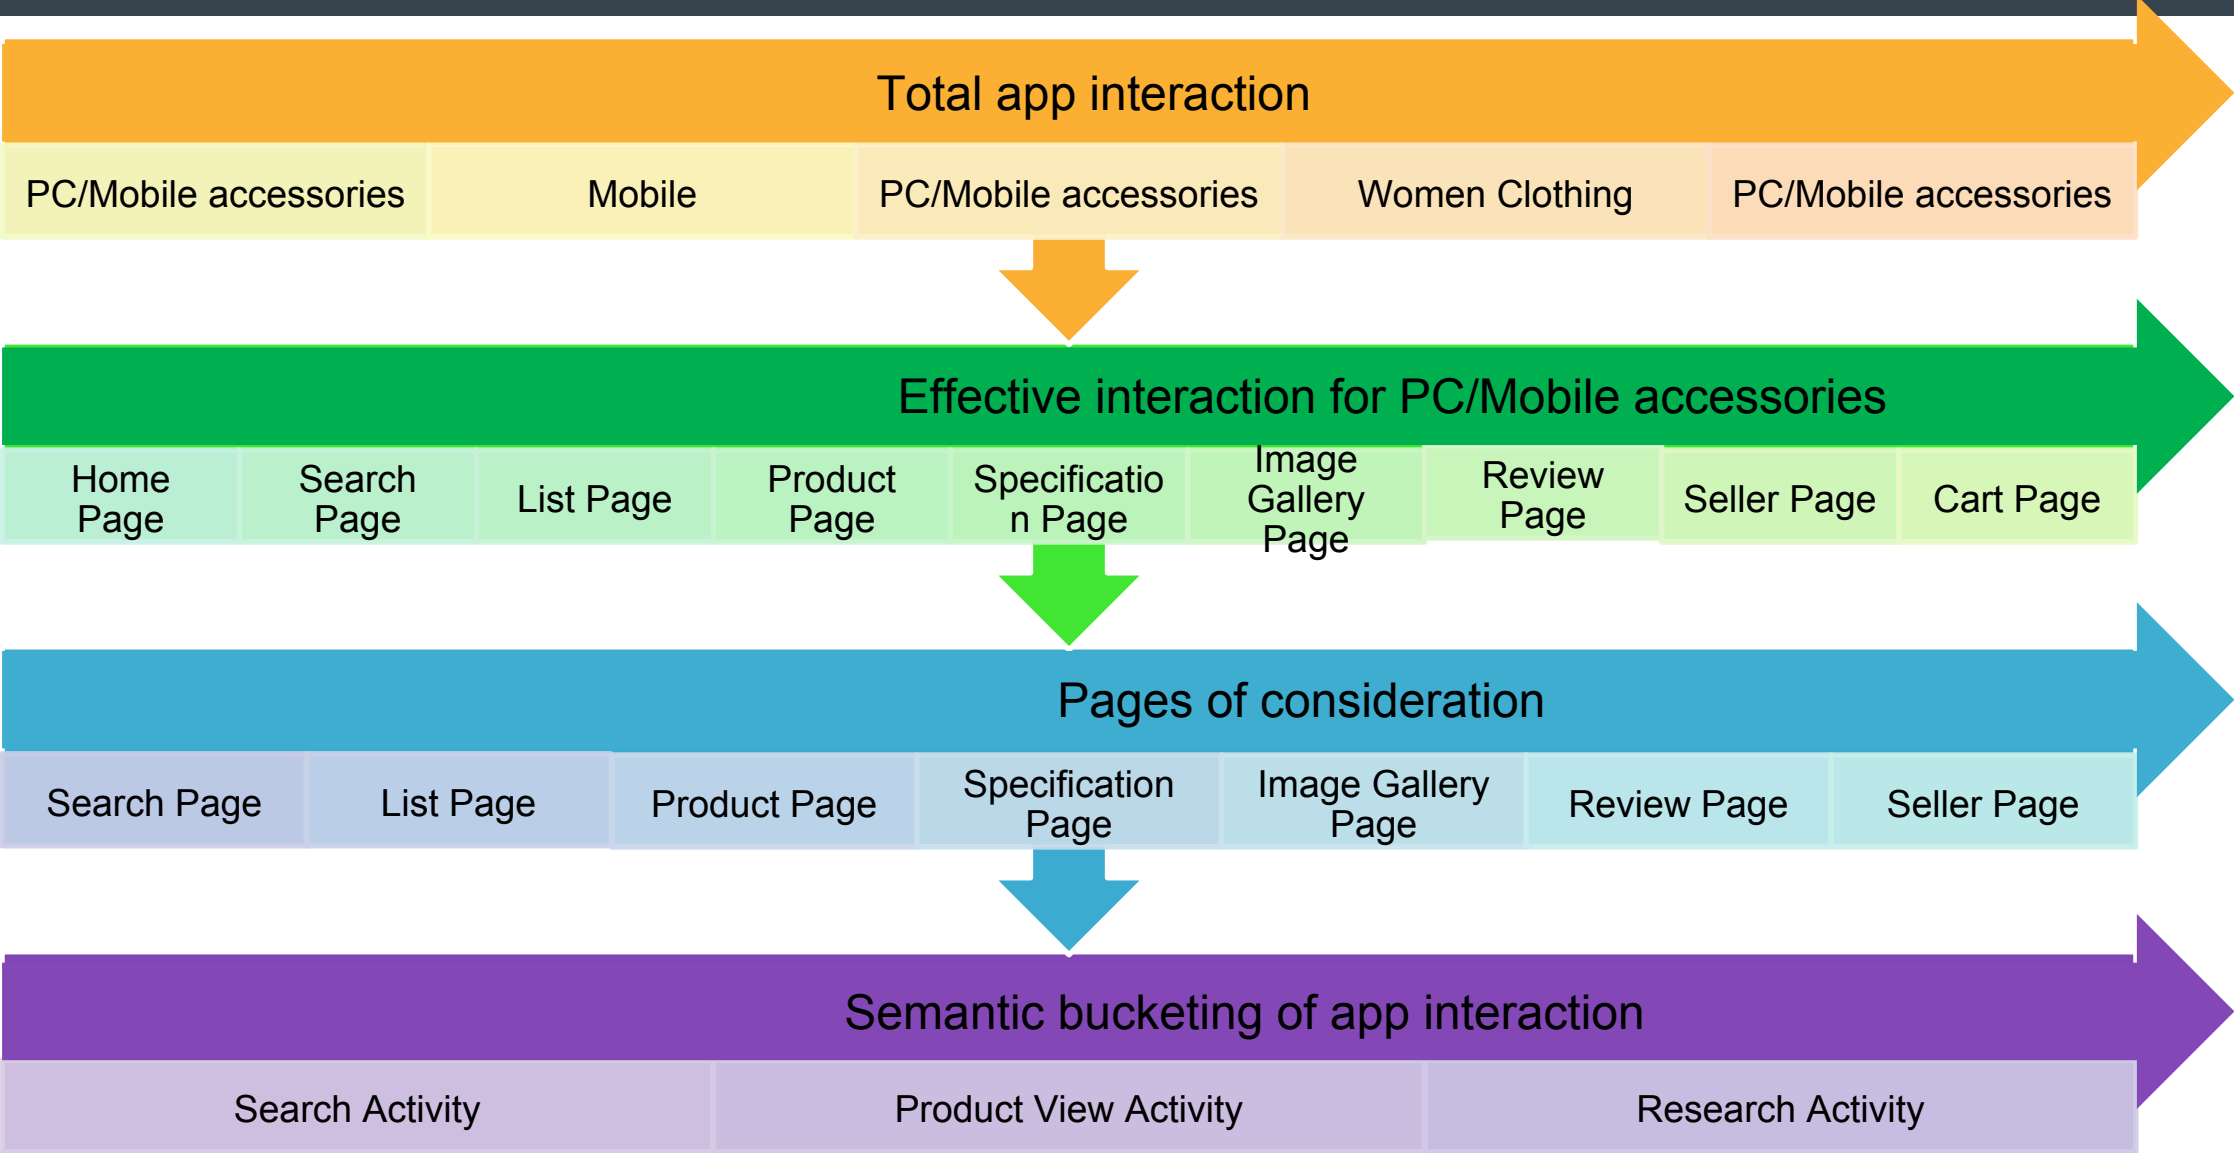 Total app interaction
PC/Mobile accessories
Mobile
PC/Mobile accessories
Women Clothing
PC/Mobile accessories
Effective interaction for PC/Mobile accessories
Home
Page
Search
Page
List Page
Product
Page
Specificatio
n Page
Image
Gallery
Page
Review
Page
Seller Page
Cart Page
Pages of consideration
Search Page
List Page
Product Page
Specification
Page
Image Gallery
Page
Review Page
Seller Page
Semantic bucketing of app interaction
Search Activity
Product View Activity
Research Activity